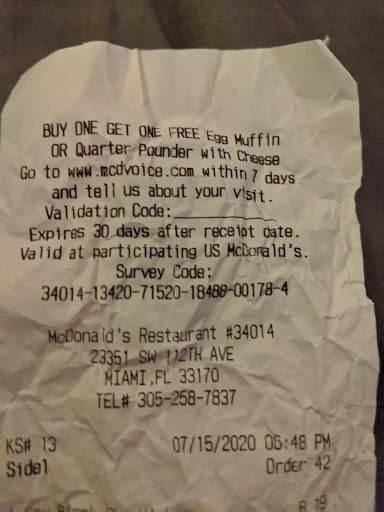 BUY ONE GET ONE FREE Egg Muffin
OR Quarter Pounder with Cheese
Go to www.mcdvoice.com within 7 days
and tell us about your visit.
Validation Code:____________
Expires 30 days after receipt date.
Valid at participating US McDonald's.
Survey Code:
34014-13420-71520-18488-00178-4
McDonald's Restaurant #34014
23351 SW 112TH AVE
MIAMI,FL 33170
TEL# 305-258-7837
KS# 13 07/15/2020 06:48 PM
Side1 Order 42